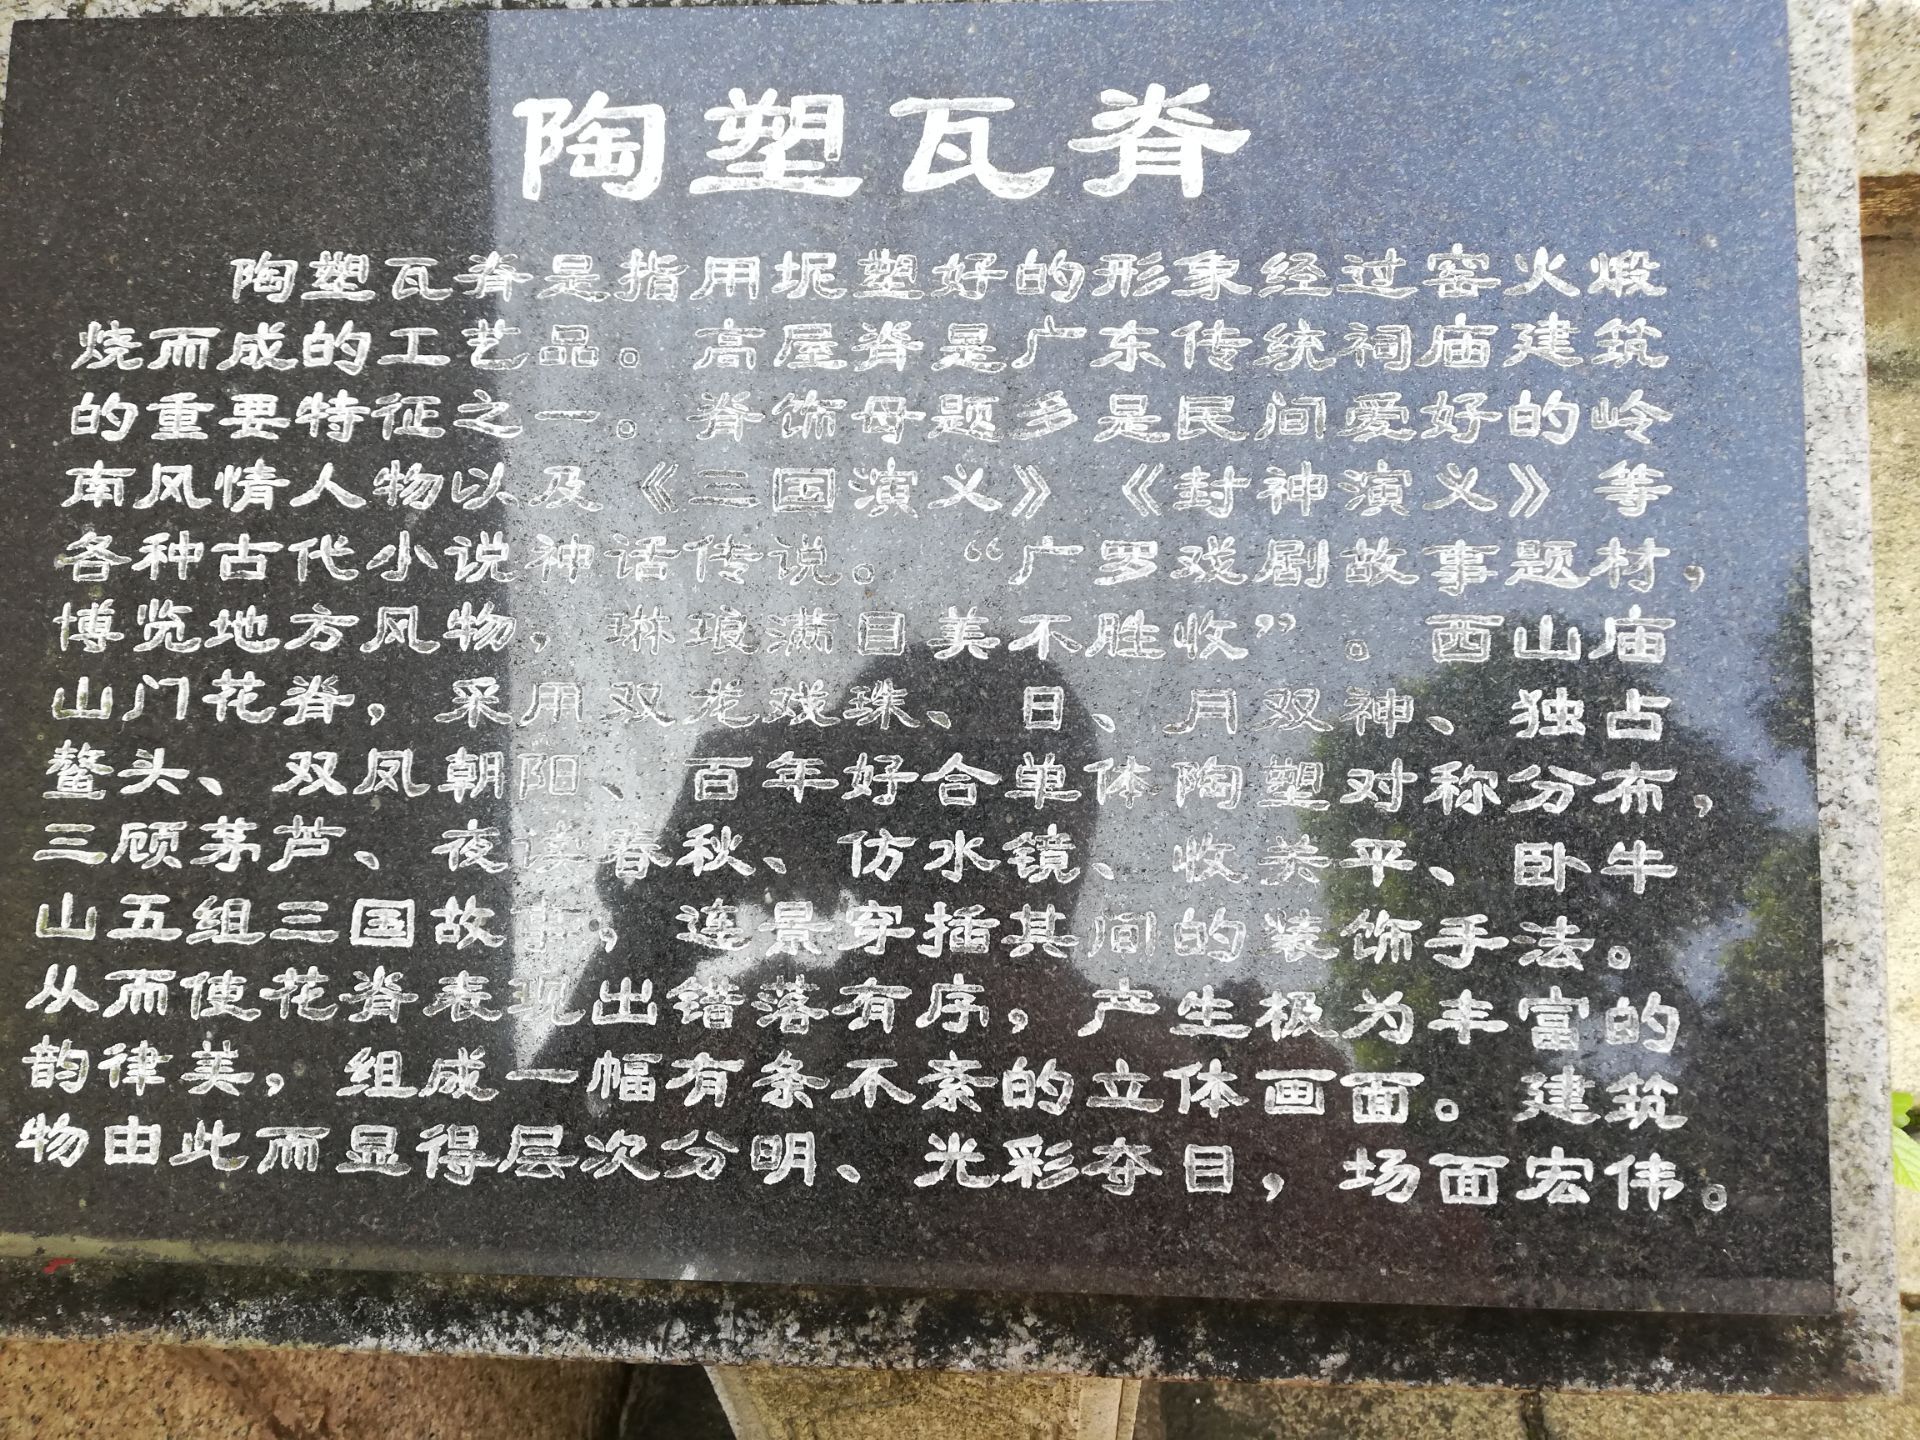 陶塑瓦脊
陶塑瓦脊是指用坭塑好的形象经过窑火煅
烧而成的工艺品。高屋脊是广东传统祠庙建筑
的重要特征之一。脊饰母题多是民间爱好的岭
南风情人物以及《三国演义》《封神演义》等
各种古代小说神话传说。“广罗戏剧故事题材，
博览地方风物，琳琅满目美不胜收”。西山庙
山门花脊，采用双龙戏珠、日、月双神、独占
鳌头、双凤朝阳、百年好合单体陶塑对称分布，
三顾茅芦、夜读春秋、仿水镜、收关平、卧牛
山五组三国故事，连景穿插其间的装饰手法。
从而使花脊表现出错落有序，产生极为丰富的
韵律美，组成一幅有条不紊的立体画面。建筑
物由此而显得层次分明、光彩夺目，场面宏伟。